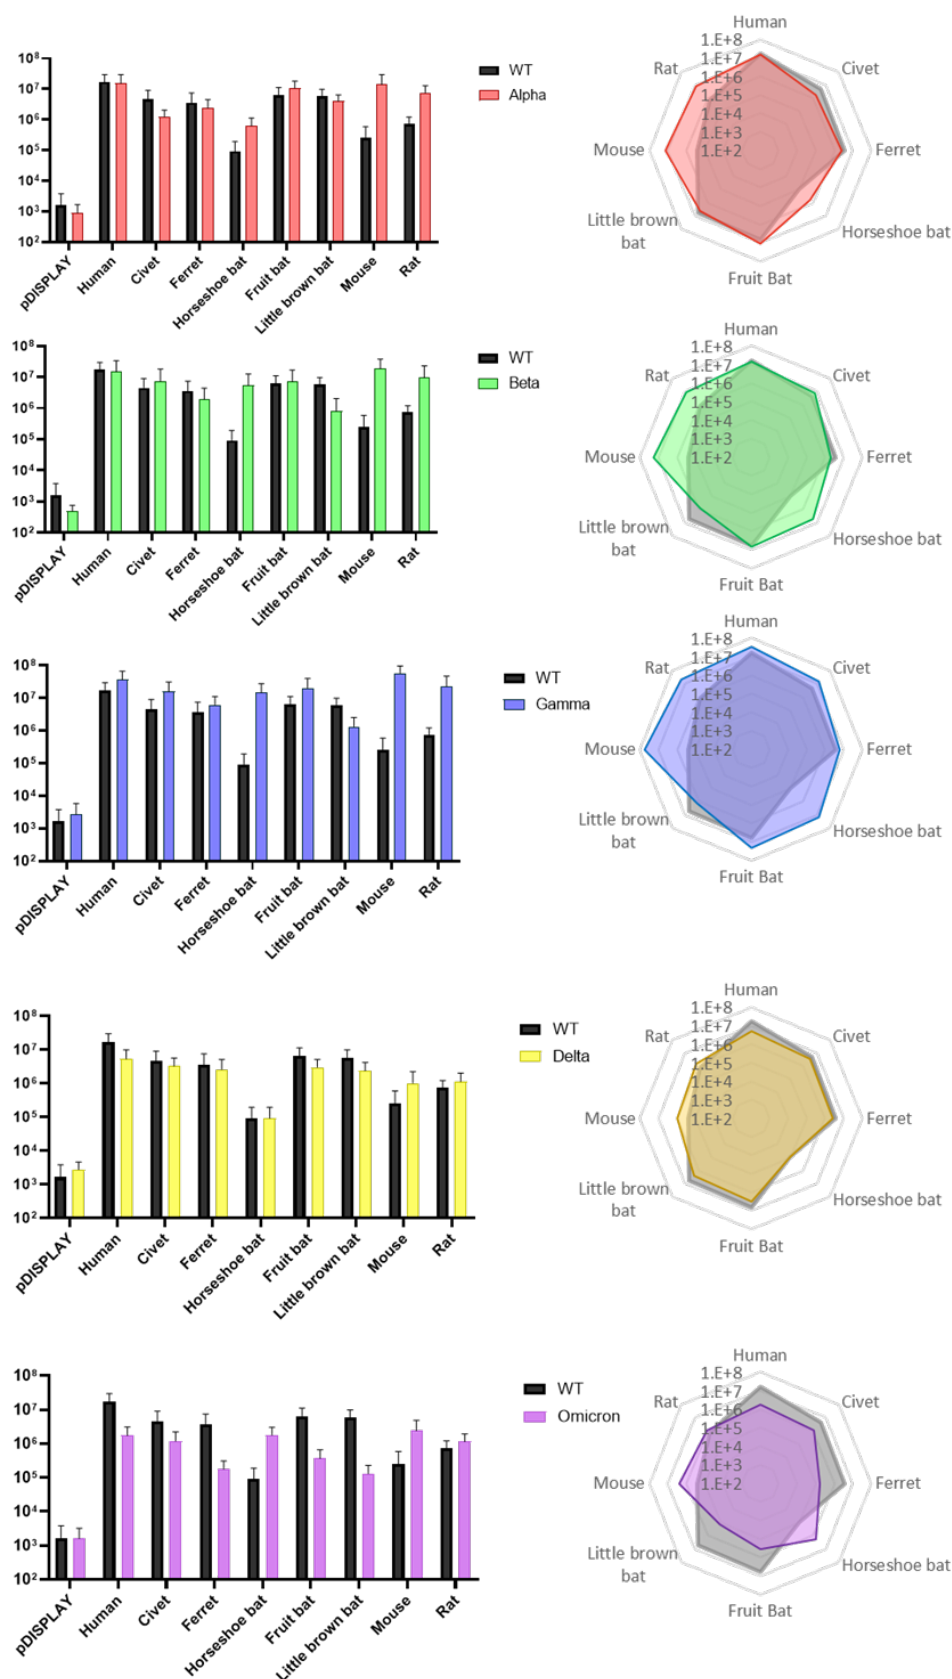 10⁸
10⁷
10⁶
10⁵
10⁴
10³
10²
pDISPLAY
Human
Civet
Ferret
Horseshoe bat
Fruit bat
Little brown bat
Mouse
Rat
WT
Alpha
Human
1.E+8
1.E+7
1.E+6
1.E+5
1.E+4
1.E+3
1.E+2
Rat
Civet
Mouse
Ferret
Little brown
bat
Horseshoe bat
Fruit Bat
10⁸
10⁷
10⁶
10⁵
10⁴
10³
10²
pDISPLAY
Human
Civet
Ferret
Horseshoe bat
Fruit bat
Little brown bat
Mouse
Rat
WT
Beta
Human
1.E+8
1.E+7
1.E+6
1.E+5
1.E+4
1.E+3
1.E+2
Rat
Civet
Mouse
Ferret
Little brown
bat
Horseshoe bat
Fruit Bat
10⁸
10⁷
10⁶
10⁵
10⁴
10³
10²
pDISPLAY
Human
Civet
Ferret
Horseshoe bat
Fruit bat
Little brown bat
Mouse
Rat
WT
Gamma
Human
1.E+8
1.E+7
1.E+6
1.E+5
1.E+4
1.E+3
1.E+2
Rat
Civet
Mouse
Ferret
Little brown
bat
Horseshoe bat
Fruit Bat
10⁸
10⁷
10⁶
10⁵
10⁴
10³
10²
pDISPLAY
Human
Civet
Ferret
Horseshoe bat
Fruit bat
Little brown bat
Mouse
Rat
WT
Delta
Human
1.E+8
1.E+7
1.E+6
1.E+5
1.E+4
1.E+3
1.E+2
Rat
Civet
Mouse
Ferret
Little brown
bat
Horseshoe bat
Fruit Bat
10⁸
10⁷
10⁶
10⁵
10⁴
10³
10²
pDISPLAY
Human
Civet
Ferret
Horseshoe bat
Fruit bat
Little brown bat
Mouse
Rat
WT
Omicron
Human
1.E+8
1.E+7
1.E+6
1.E+5
1.E+4
1.E+3
1.E+2
Rat
Civet
Mouse
Ferret
Little brown
bat
Horseshoe bat
Fruit Bat